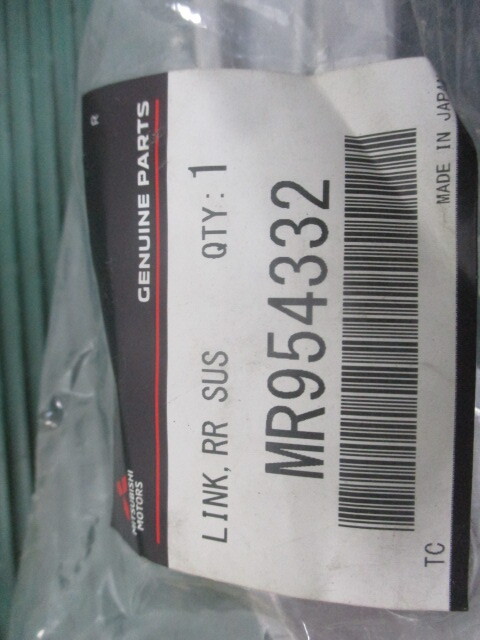 R
MITSUBISHI
MOTORS
GENUINE PARTS
LINK, RR SUS QTY: 1
MR954332
TC
MADE IN JAPAN